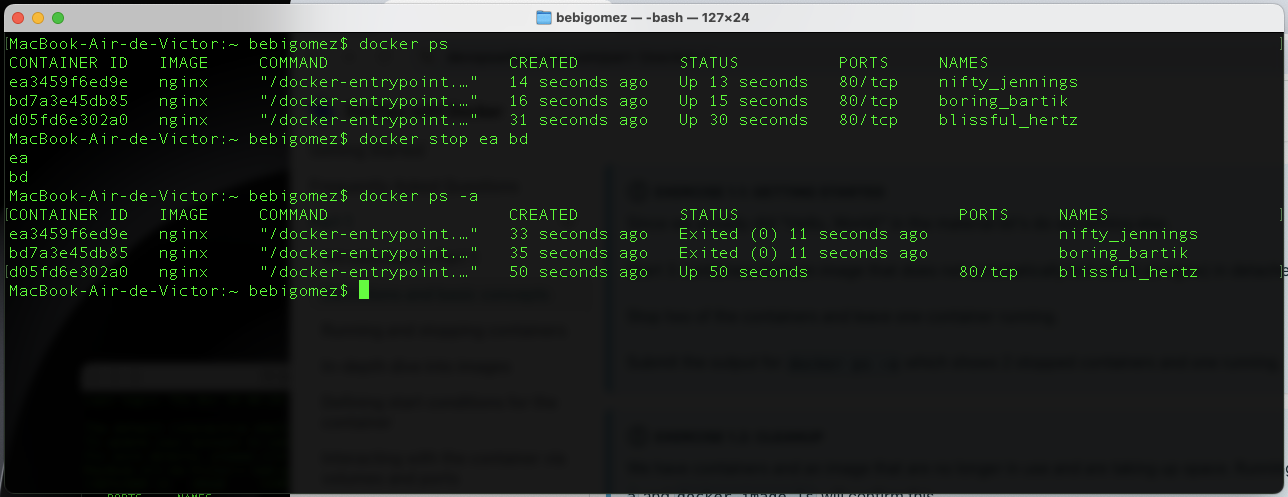 bebigomez — -bash — 127×24
MacBook-Air-de-Victor:~ bebigomez$ docker ps
CONTAINER ID   IMAGE     COMMAND                  CREATED          STATUS          PORTS     NAMES
ea3459f6ed9e   nginx     "/docker-entrypoint.…"   14 seconds ago   Up 13 seconds   80/tcp    nifty_jennings
bd7a3e45db85   nginx     "/docker-entrypoint.…"   16 seconds ago   Up 15 seconds   80/tcp    boring_bartik
d05fd6e302a0   nginx     "/docker-entrypoint.…"   31 seconds ago   Up 30 seconds   80/tcp    blissful_hertz
MacBook-Air-de-Victor:~ bebigomez$ docker stop ea bd
ea
bd
MacBook-Air-de-Victor:~ bebigomez$ docker ps -a
CONTAINER ID   IMAGE     COMMAND                  CREATED          STATUS                      PORTS     NAMES
ea3459f6ed9e   nginx     "/docker-entrypoint.…"   33 seconds ago   Exited (0) 11 seconds ago             nifty_jennings
bd7a3e45db85   nginx     "/docker-entrypoint.…"   35 seconds ago   Exited (0) 11 seconds ago             boring_bartik
d05fd6e302a0   nginx     "/docker-entrypoint.…"   50 seconds ago   Up 50 seconds               80/tcp    blissful_hertz
MacBook-Air-de-Victor:~ bebigomez$